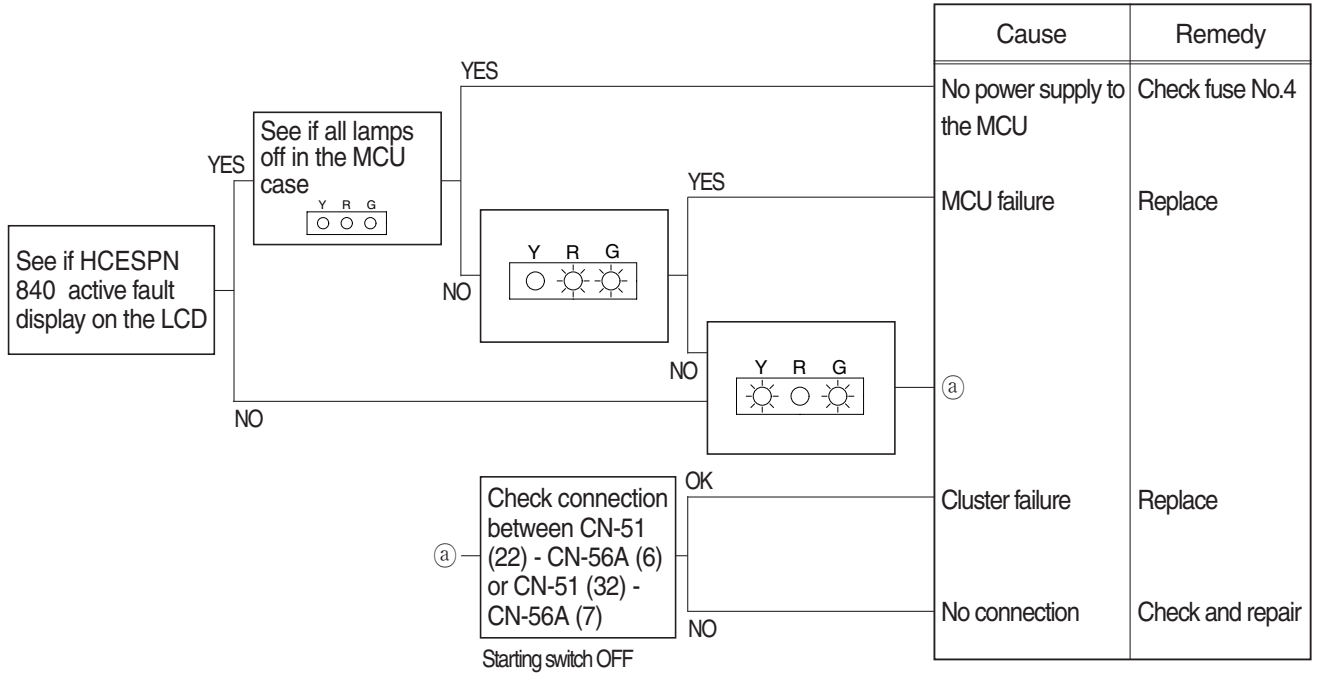 Cause Remedy
YES
No power supply to Check fuse No.4
the MCU
See if all lamps
off in the MCU
case
Y R G
YES
YES
MCU failure Replace
See if HCESPN
840 active fault
display on the LCD
Y R G
NO
NO
Y R G
ⓐ
NO
Check connection
between CN-51
(22) - CN-56A (6)
or CN-51 (32) -
CN-56A (7)
OK
Cluster failure Replace
ⓐ
No connection Check and repair
NO
Starting switch OFF